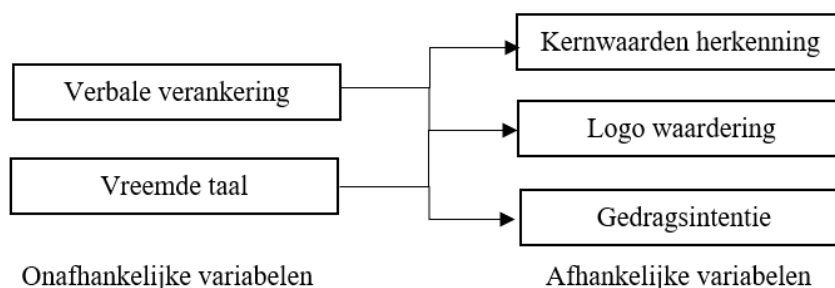 Kernwaarden herkenning
Verbale verankering
Logo waardering
Vreemde taal
Gedragsintentie
Onafhankelijke variabelen
Afhankelijke variabelen